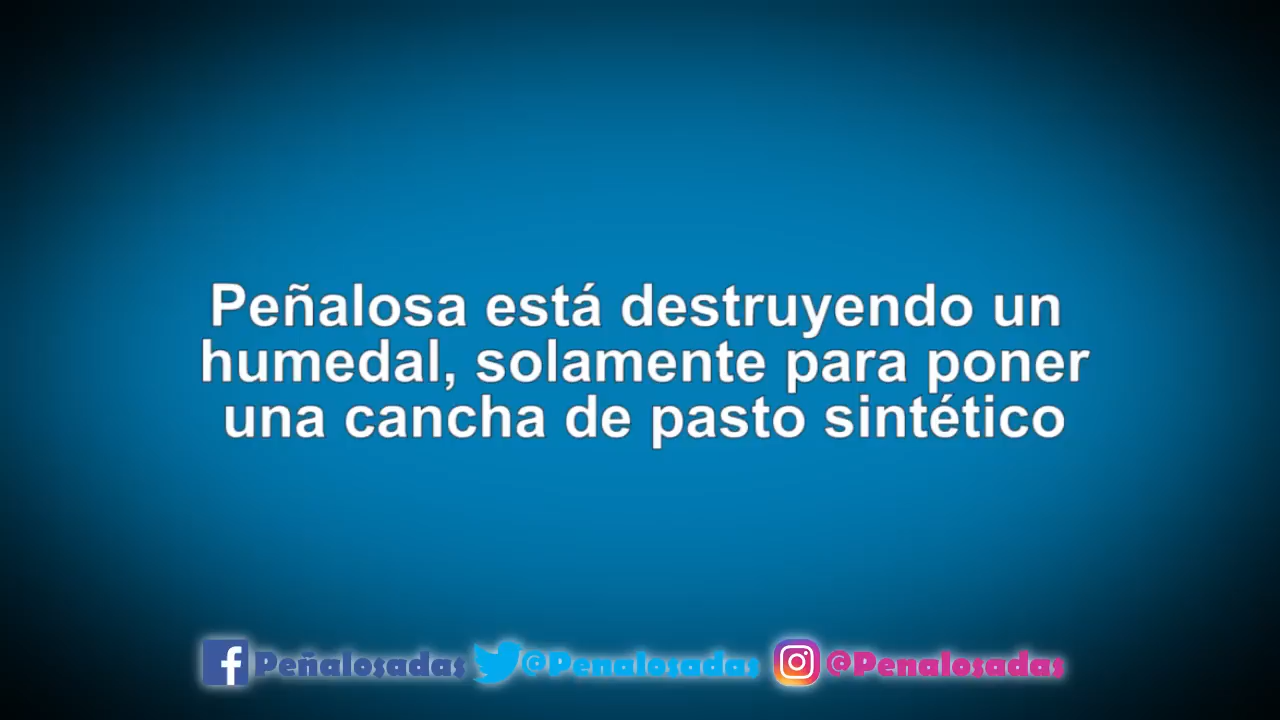 Peñalosa está destruyendo un
humedal, solamente para poner
una cancha de pasto sintético
Peñalosadas @Penalosadas @Penalosadas